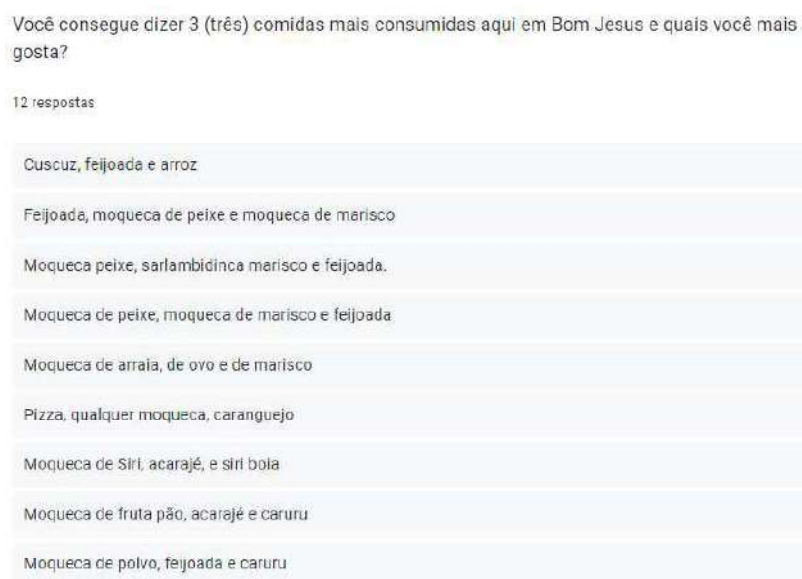 Você consegue dizer 3 (três) comidas mais consumidas aqui em Bom Jesus e quais você mais
gosta?
12 respostas
Cuscuz, feijoada e arroz
Feijoada, moqueca de peixe e moqueca de marisco
Moqueca peixe, sarlambidinca marisco e feijoada.
Moqueca de peixe, moqueca de marisco e feijoada
Moqueca de arraia, de ovo e de marisco
Pizza, qualquer moqueca, caranguejo
Moqueca de Siri, acarajé, e siri boia
Moqueca de fruta pão, acarajé e caruru
Moqueca de polvo, feijoada e caruru